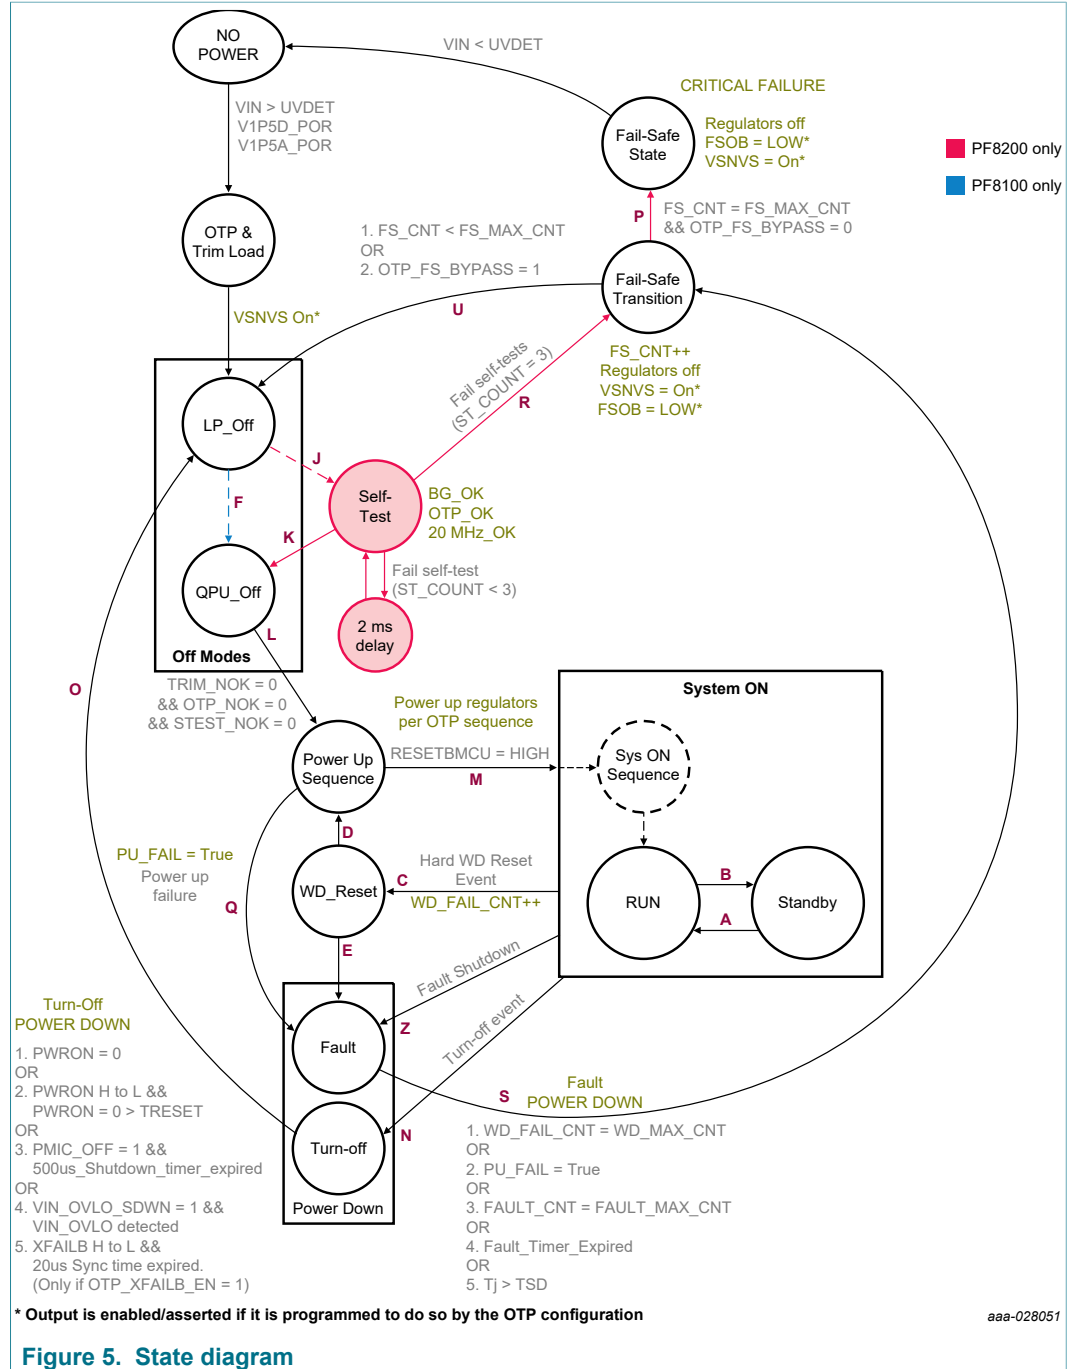 NO
POWER
VIN < UVDET
CRITICAL FAILURE
VIN > UVDET
V1P5D_POR
V1P5A_POR
Fail-Safe
State
Regulators off
FSOB = LOW*
VSNVS = On*
PF8200 only
PF8100 only
OTP &
Trim Load
P
FS_CNT = FS_MAX_CNT
&& OTP_FS_BYPASS = 0
1. FS_CNT < FS_MAX_CNT
OR
2. OTP_FS_BYPASS = 1
Fail-Safe
Transition
U
VSNVS On*
FS_CNT++
Regulators off
VSNVS = On*
FSOB = LOW*
Fail self-tests
(ST_COUNT = 3)
R
LP_Off
J
F
Self-
Test
BG_OK
OTP_OK
20 MHz_OK
K
QPU_Off
Fail self-test
(ST_COUNT < 3)
2 ms
delay
L
Off Modes
O
TRIM_NOK = 0
&& OTP_NOK = 0
&& STEST_NOK = 0
Power up regulators
per OTP sequence
System ON
Power Up
Sequence
RESETBMCU = HIGH
M
Sys ON
Sequence
D
PU_FAIL = True
Power up
failure
Q
WD_Reset
C
Hard WD Reset
Event
WD_FAIL_CNT++
RUN
B
A
Standby
E
Fault Shutdown
Z
Turn-off event
Fault
Turn-Off
POWER DOWN
1. PWRON = 0
OR
2. PWRON H to L &&
PWRON = 0 > TRESET
OR
3. PMIC_OFF = 1 &&
500us_Shutdown_timer_expired
OR
4. VIN_OVLO_SDWN = 1 &&
VIN_OVLO detected
5. XFAILB H to L &&
20us Sync time expired.
(Only if OTP_XFAILB_EN = 1)
S
Fault
POWER DOWN
N
Turn-off
Power Down
1. WD_FAIL_CNT = WD_MAX_CNT
OR
2. PU_FAIL = True
OR
3. FAULT_CNT = FAULT_MAX_CNT
OR
4. Fault_Timer_Expired
OR
5. Tj > TSD
* Output is enabled/asserted if it is programmed to do so by the OTP configuration
aaa-028051
Figure 5. State diagram